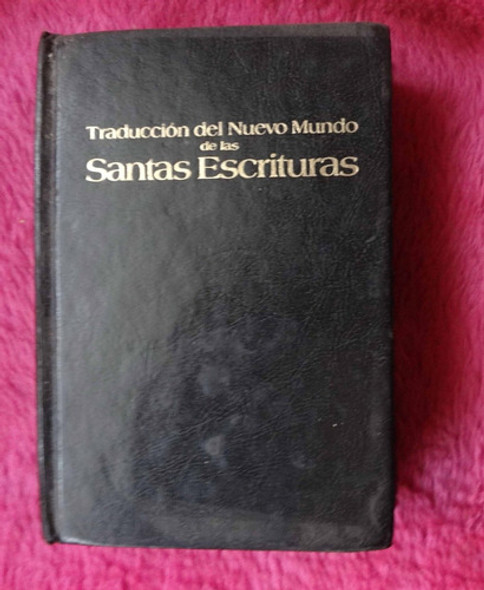 Traducción del Nuevo Mundo
de las
Santas Escrituras